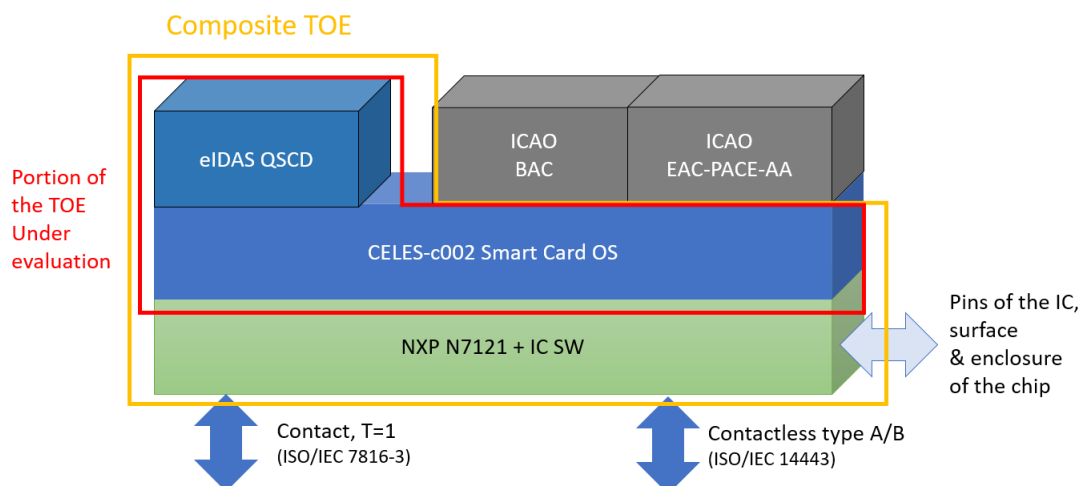 Composite TOE
eIDAS QSCD
ICAO
BAC
ICAO
EAC-PACE-AA
Portion of
the TOE
Under
evaluation
CELES-c002 Smart Card OS
NXP N7121 + IC SW
Pins of the IC,
surface
& enclosure
of the chip
Contact, T=1
(ISO/IEC 7816-3)
Contactless type A/B
(ISO/IEC 14443)